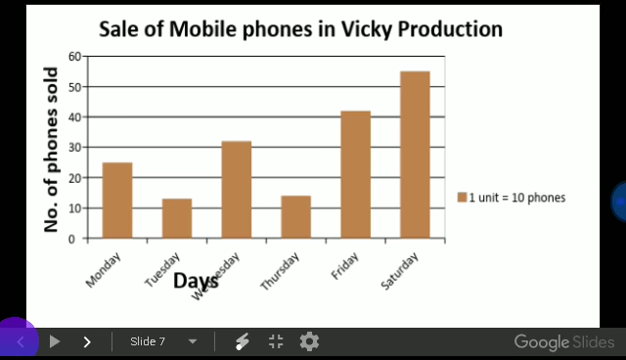 Sale of Mobile phones in Vicky Production
No. of phones sold
60
50
40
30
20
10
0
Monday
Tuesday
Wednesday
Thursday
Friday
Saturday
Days
1 unit = 10 phones
Slide 7
Google Slides